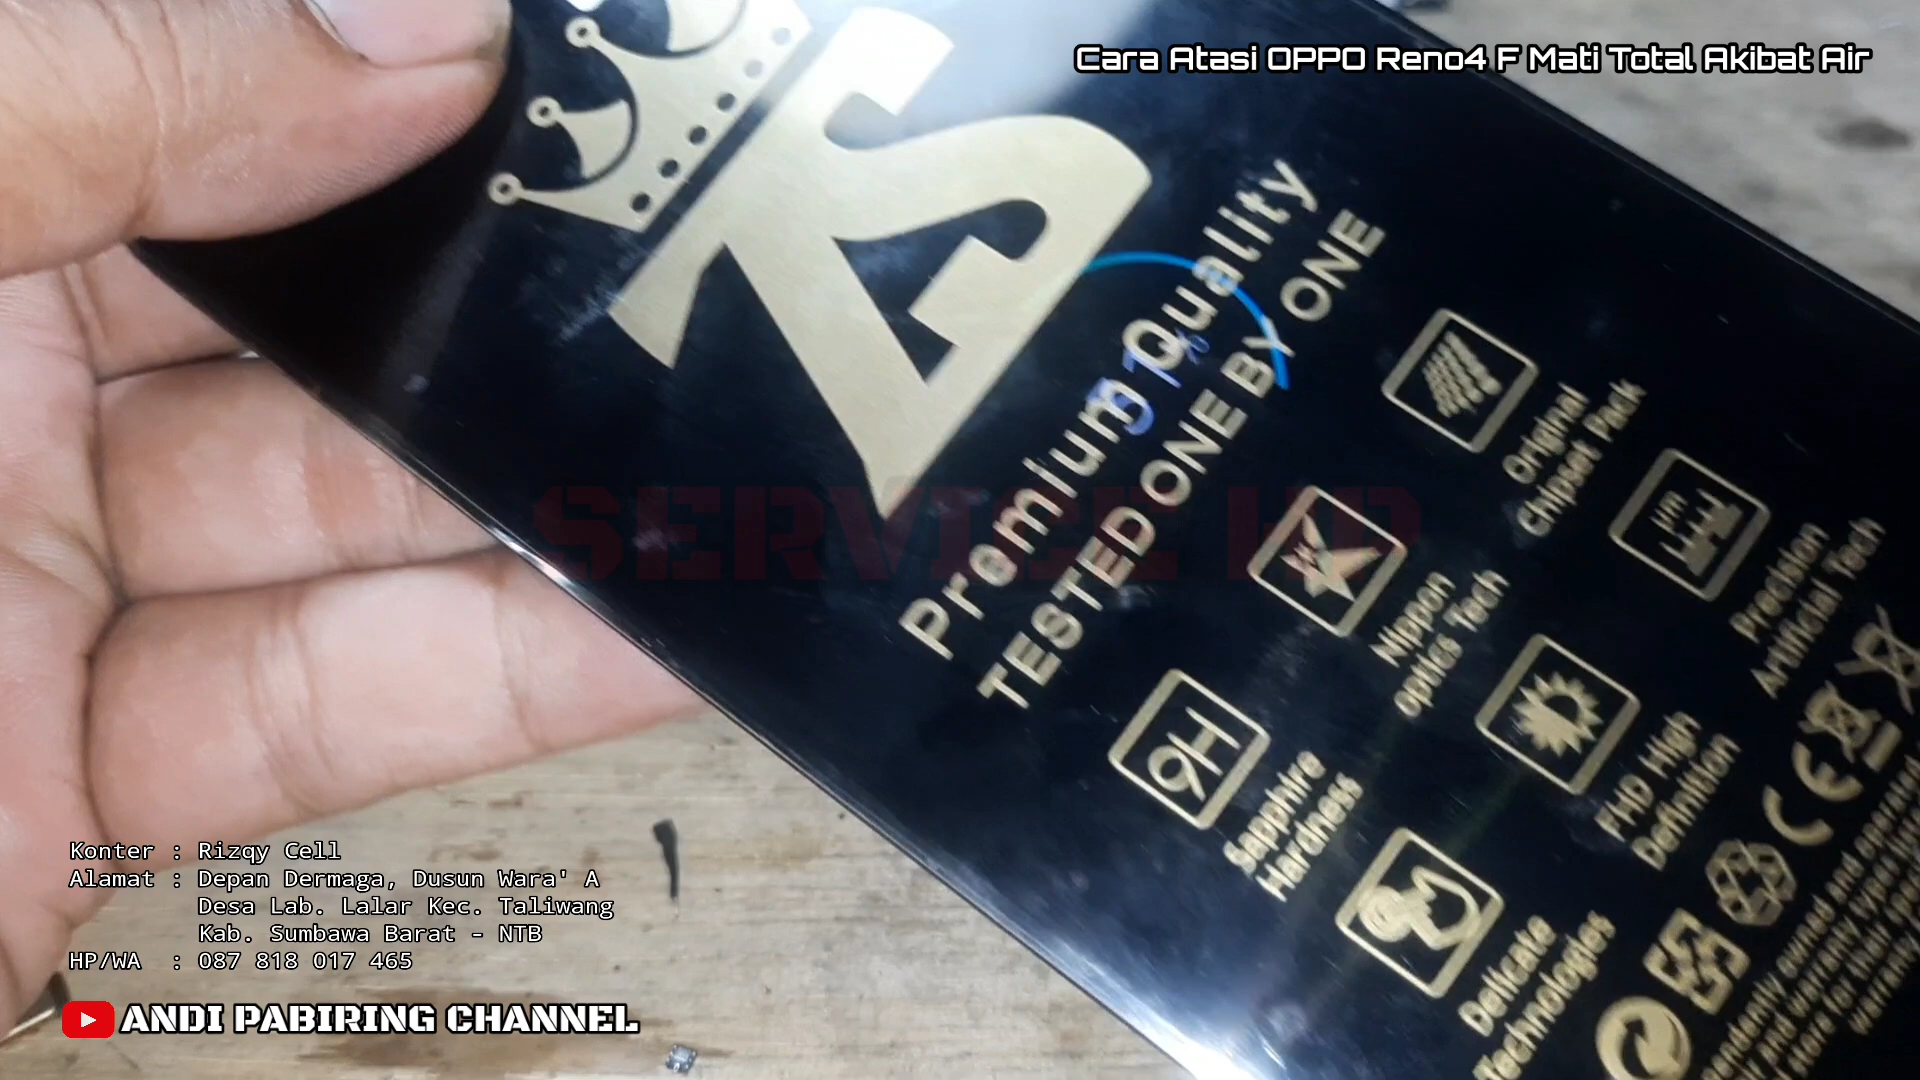 Cara Atasi OPPO Reno4 F Mati Total Akibat Air
Premium Quality
TESTED ONE BY ONE
Original
Chipset Pack
Precision
Artificial Tech
Nippon
optics Tech
FHD High
Definition
9H
Sapphire
Hardness
Delicate
Technologies
CE
SERVICE HP
Konter : Rizqy Cell
Alamat : Depan Dermaga, Dusun Wara' A
Desa Lab. Lalar Kec. Taliwang
Kab. Sumbawa Barat - NTB
HP/WA : 087 818 017 465
ANDI PABIRING CHANNEL